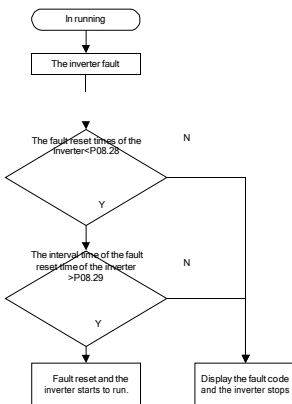 In running
The inverter fault
The fault reset times of the
inverter<P08.28
N
Y
The interval time of the fault
reset time of the inverter
>P08.29
N
Y
Fault reset and the
inverter starts to run.
Display the fault code
and the inverter stops